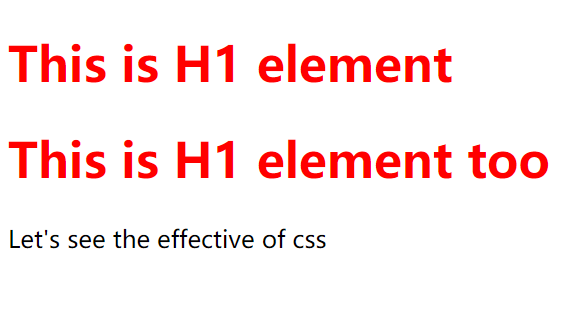 This is H1 element
This is H1 element too
Let's see the effective of css